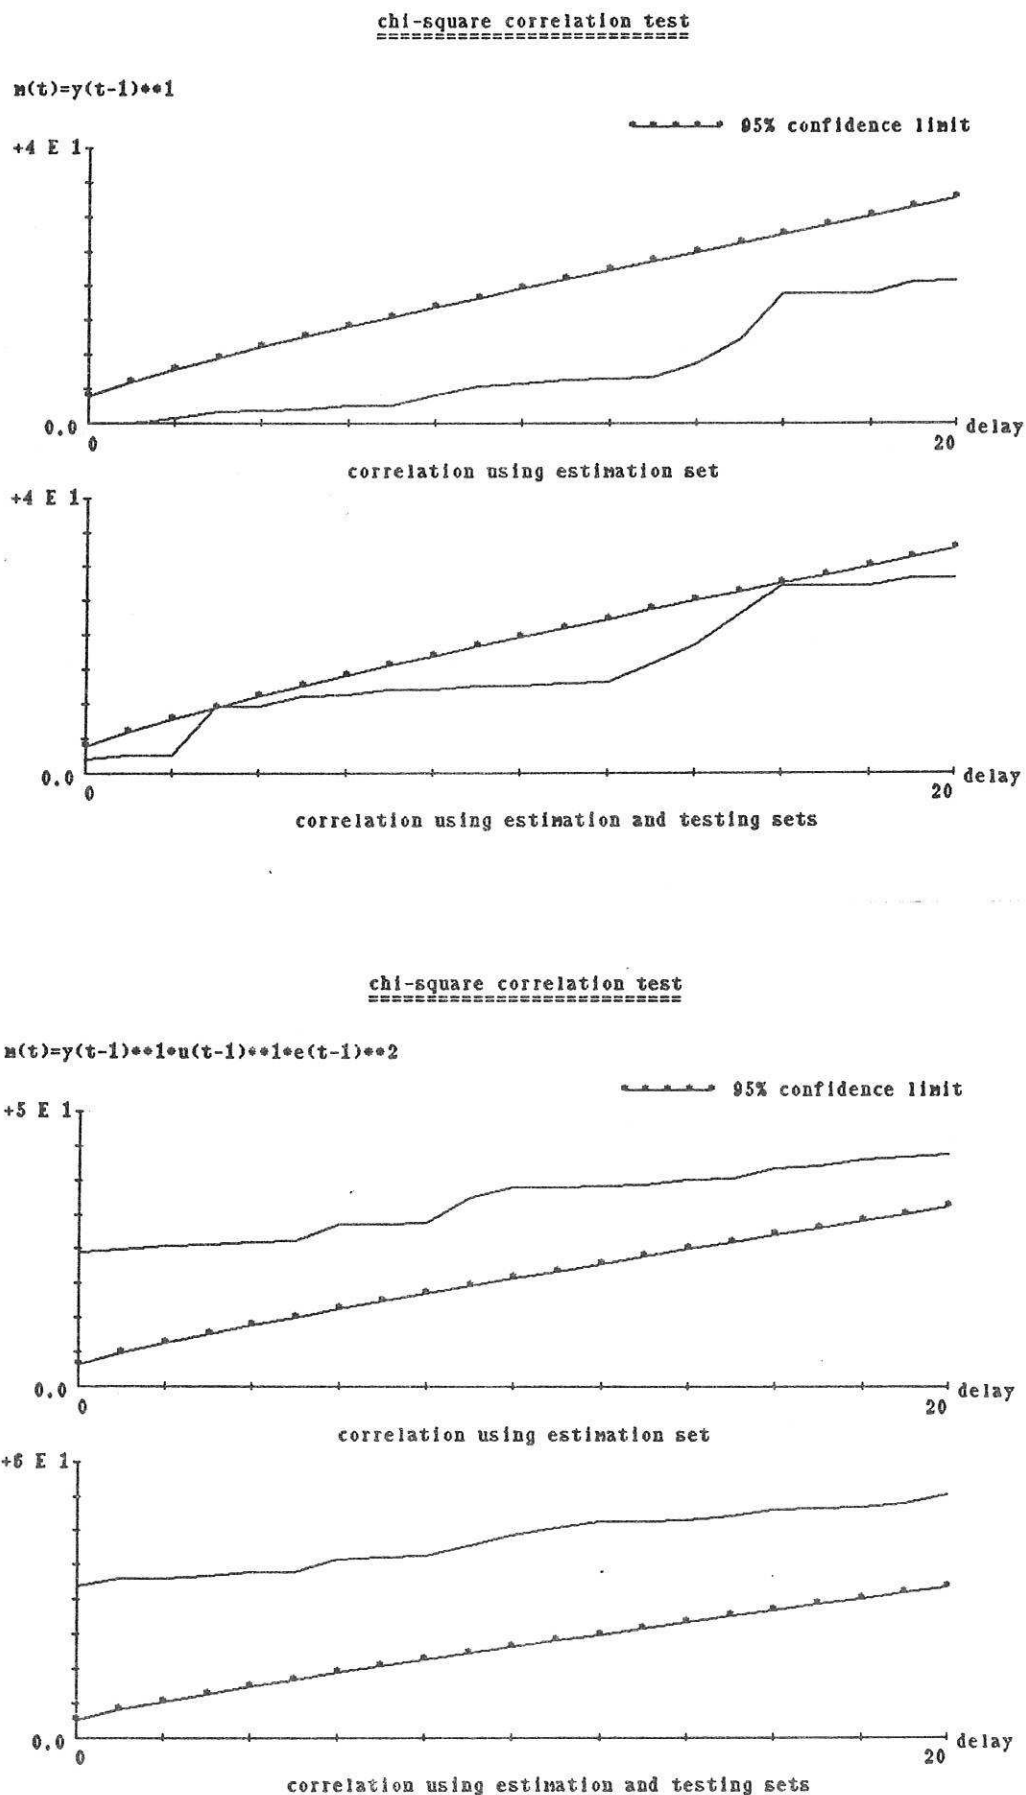 chi-square correlation test
m(t)=y(t-1)**1
95% confidence limit
+4 E 1
0.0
0
20
delay
correlation using estimation set
+4 E 1
0.0
0
20
delay
correlation using estimation and testing sets
chi-square correlation test
m(t)=y(t-1)**1*u(t-1)**1*e(t-1)**2
95% confidence limit
+5 E 1
0.0
0
20
delay
correlation using estimation set
+6 E 1
0.0
0
20
delay
correlation using estimation and testing sets